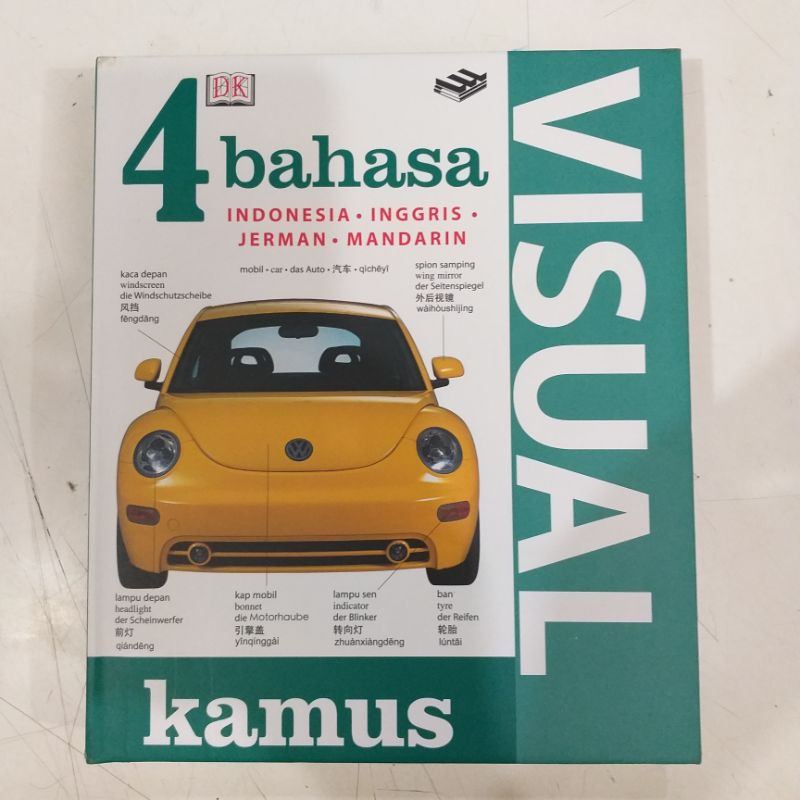 DK
4 bahasa
INDONESIA • INGGRIS •
JERMAN • MANDARIN
mobil • car • das Auto • 汽车 • qìchēyī
kaca depan
windscreen
die Windschutzscheibe
风挡
fēngdǎng
spion samping
wing mirror
der Seitenspiegel
外后视镜
wàihòushìjìng
lampu depan
headlight
der Scheinwerfer
前灯
qiándēng
kap mobil
bonnet
die Motorhaube
引擎盖
yǐnqínggài
lampu sen
indicator
der Blinker
转向灯
zhuǎnxiàngdēng
ban
tyre
der Reifen
轮胎
lúntāi
kamus
VISUAL